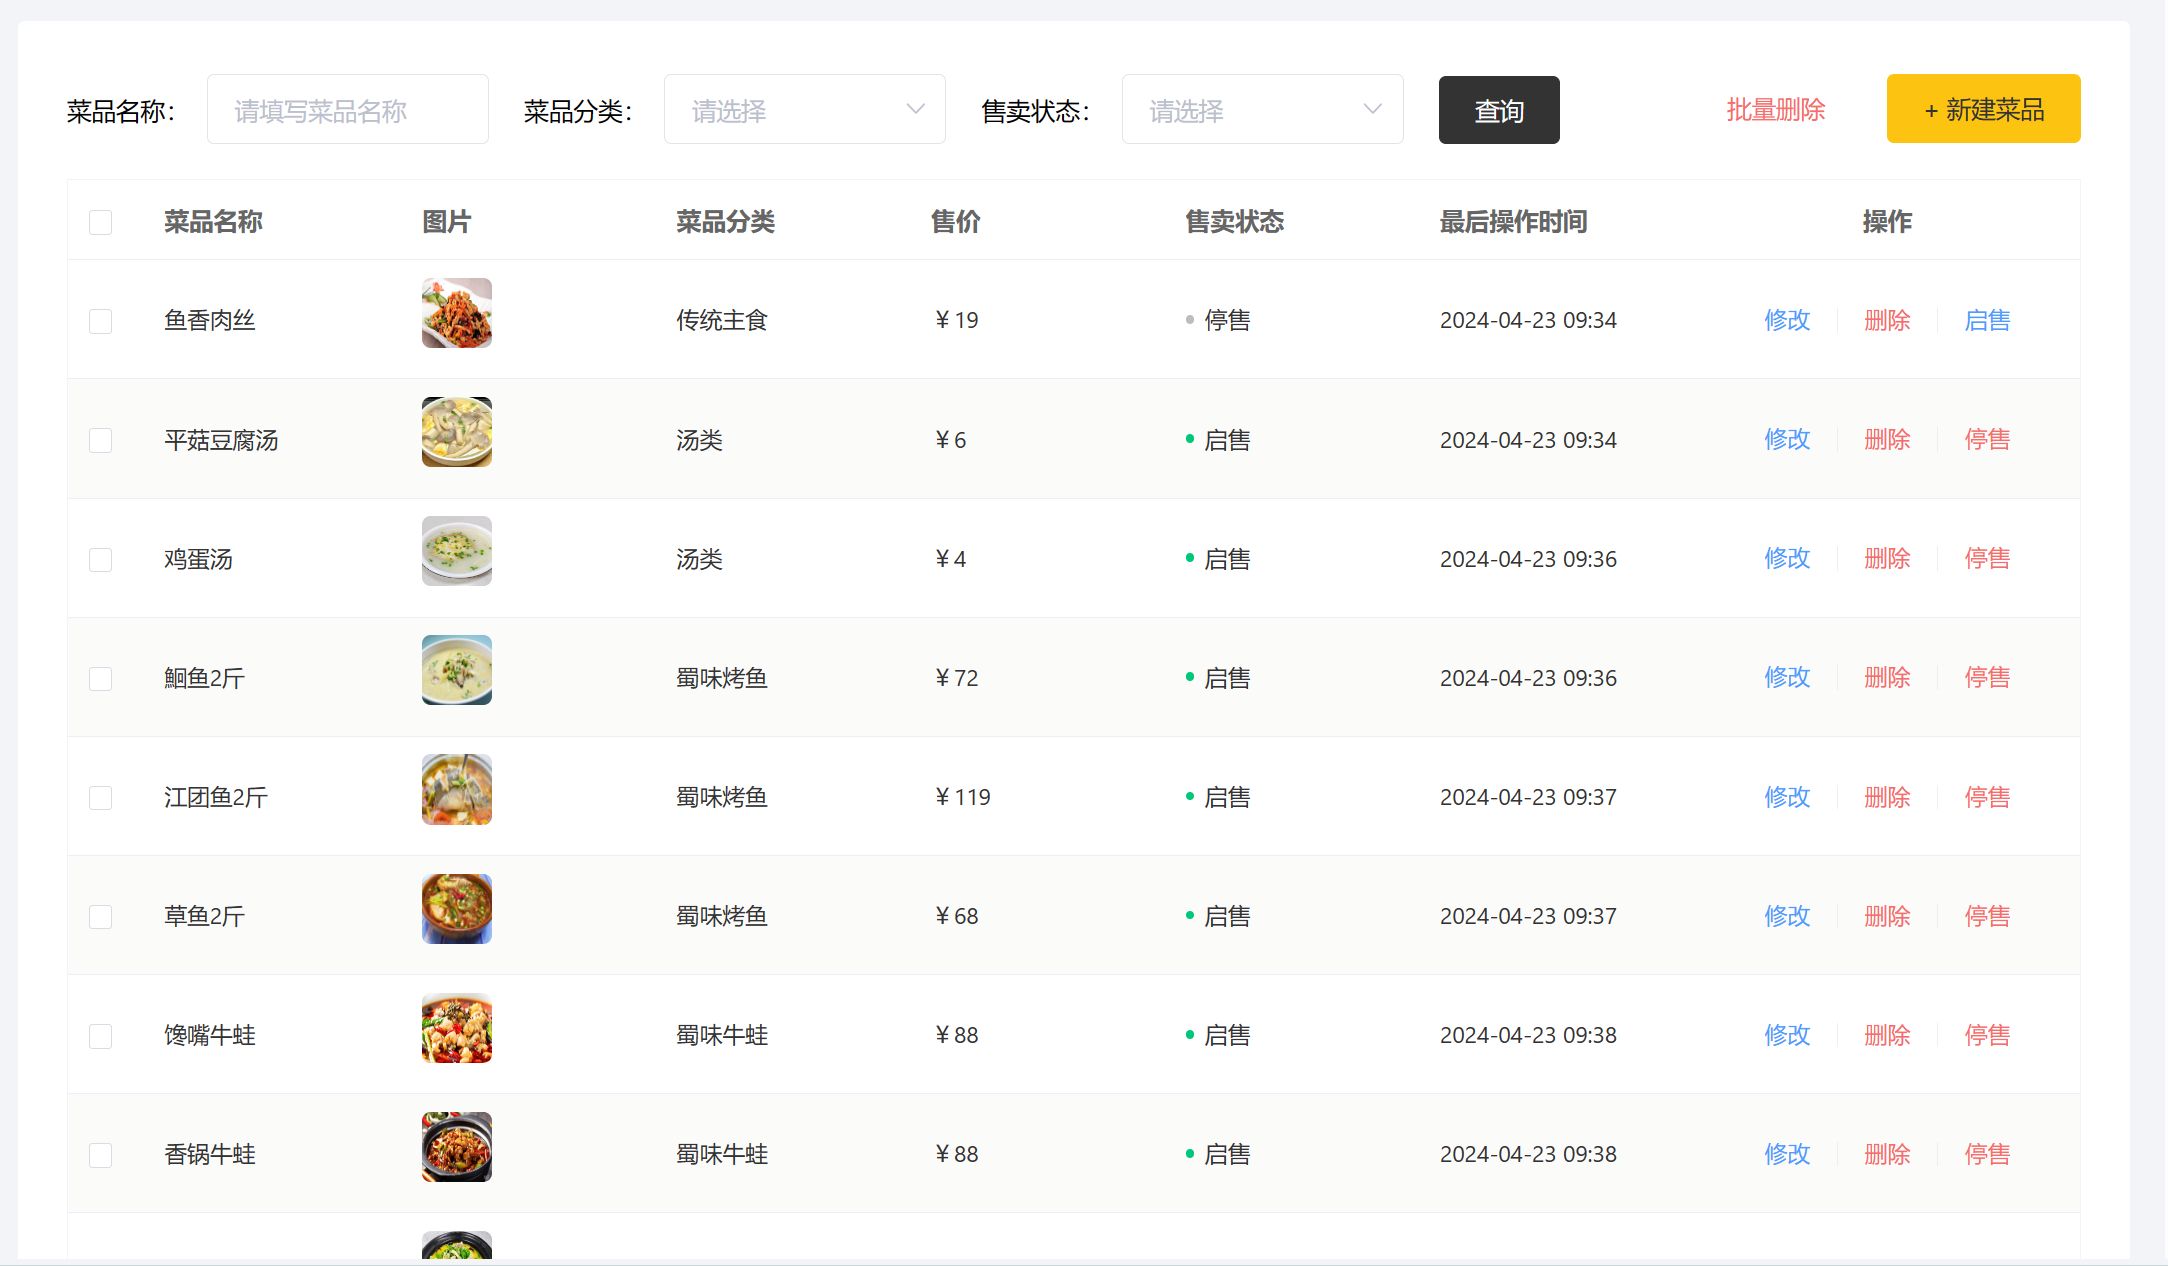 菜品名称： 请填写菜品名称 菜品分类： 请选择 售卖状态： 请选择 查询 批量删除 + 新建菜品
菜品名称 图片 菜品分类 售价 售卖状态 最后操作时间 操作
鱼香肉丝 传统主食 ￥19 停售 2024-04-23 09:34 修改 删除 启售
平菇豆腐汤 汤类 ￥6 启售 2024-04-23 09:34 修改 删除 停售
鸡蛋汤 汤类 ￥4 启售 2024-04-23 09:36 修改 删除 停售
鮰鱼2斤 蜀味烤鱼 ￥72 启售 2024-04-23 09:36 修改 删除 停售
江团鱼2斤 蜀味烤鱼 ￥119 启售 2024-04-23 09:37 修改 删除 停售
草鱼2斤 蜀味烤鱼 ￥68 启售 2024-04-23 09:37 修改 删除 停售
馋嘴牛蛙 蜀味牛蛙 ￥88 启售 2024-04-23 09:38 修改 删除 停售
香锅牛蛙 蜀味牛蛙 ￥88 启售 2024-04-23 09:38 修改 删除 停售